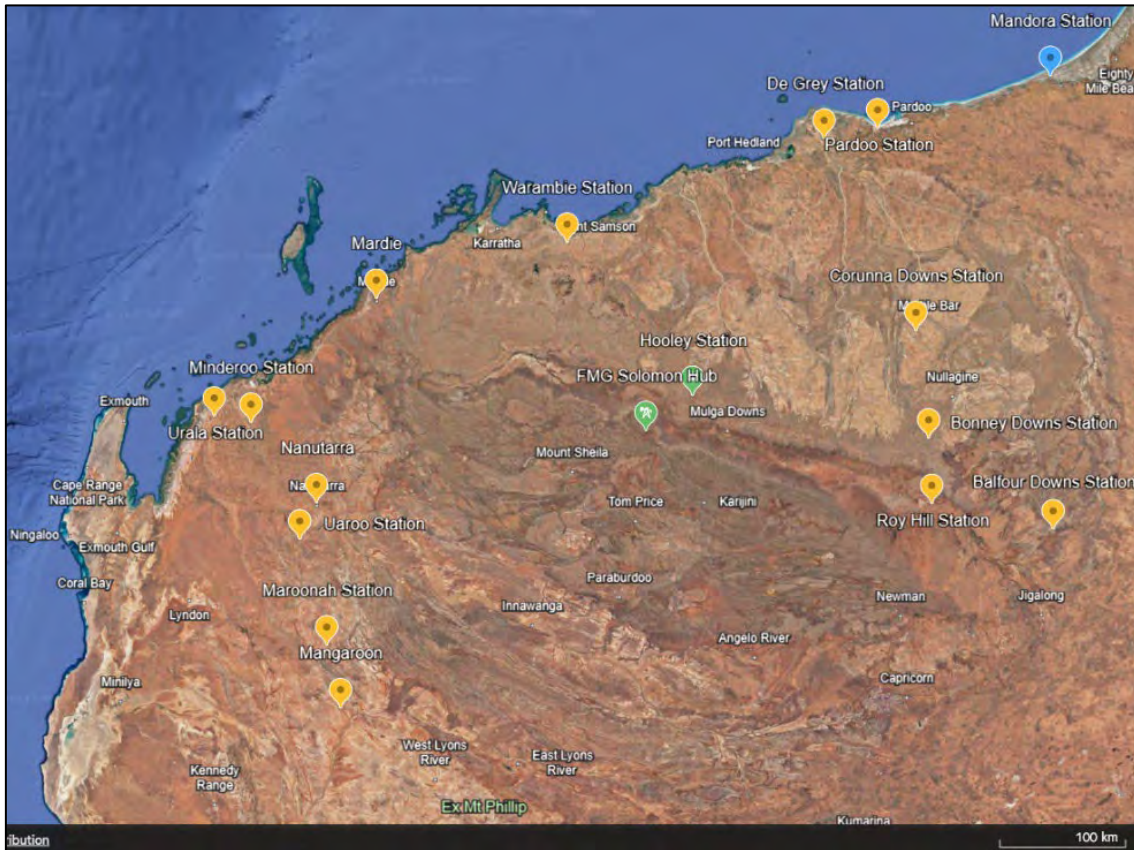 Mandora Station
Eighty
Mile Bea
De Grey Station
Pardoo
Port Hedland
Pardoo Station
Warambie Station
nt Samson
Karratha
Mardie
Corunna Downs Station
Hooley Station
Minderoo Station
FMG Solomon Hub
Nullagine
Exmouth
Mulga Downs
Urala Station
Bonney Downs Station
Nanutarra
Mount Sheila
Cape Range
National Park
Balfour Downs Station
Tom Price
Karijini
Uaroo Station
Roy Hill Station
Ningaloo
Exmouth Gulf
Coral Bay
Paraburdoo
Maroonah Station
Newman
Jigalong
Lyndon
Innawanga
Angelo River
Mangaroon
Capricorn
Minilya
West Lyons
River
East Lyons
River
Kennedy
Range
Ex Mt Phillip
Kumarina
ribution
100 km